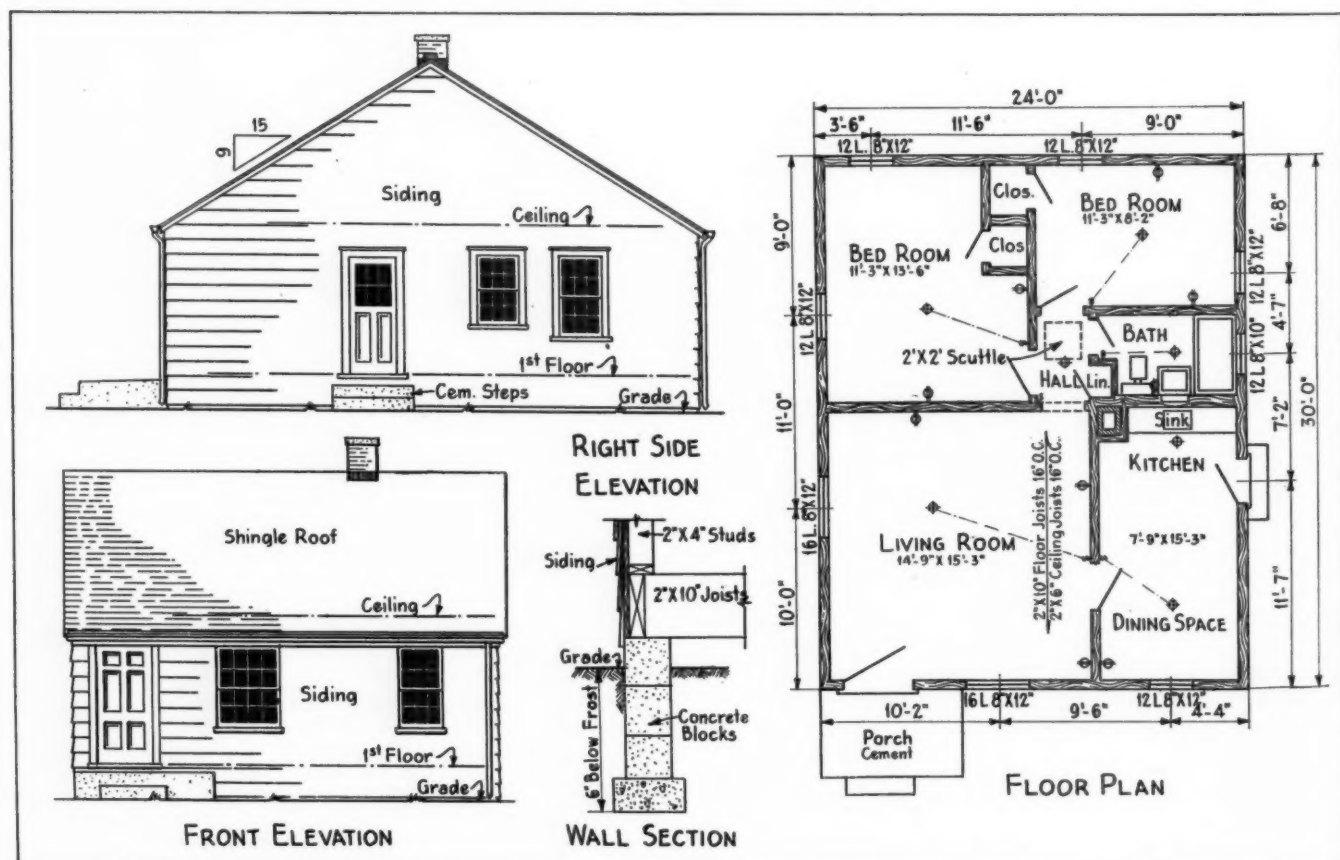 15
9
Siding
Ceiling
1st Floor
Cem. Steps
Grade
RIGHT SIDE
ELEVATION
Shingle Roof
Ceiling
Siding
1st Floor
Grade
FRONT ELEVATION
2"X4" Studs
Siding
2"X10" Joists
Grade
6" Below Frost
Concrete
Blocks
WALL SECTION
24'-0"
3'-6"
11'-6"
9'-0"
12 L. 8"X12"
12 L. 8"X12"
Clos.
BED ROOM
11'-3"X8'-2"
BED ROOM
11'-3"X13'-6"
Clos
9'-0"
12 L. 8"X12"
6'-8"
12 L 8"X12"
4'-7"
12 L 8"X10"
BATH
2'X2' Scuttle
HALL
Lin.
11'-0"
7'-2"
30'-0"
Sink
KITCHEN
16 L. 8"X12"
LIVING ROOM
14'-9"X15'-3"
2"X10" Floor Joists 16"O.C.
2"X6" Ceiling Joists 16"O.C.
7'-9"X15'-3"
10'-0"
11'-7"
DINING SPACE
16 L 8"X12"
12 L 8"X12"
10'-2"
9'-6"
4'-4"
Porch
Cement
FLOOR PLAN